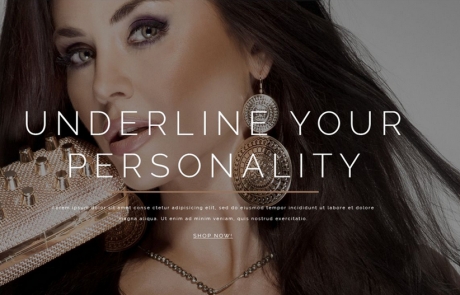 UNDERLINE YOUR
PERSONALITY
Lorem ipsum dolor sit amet conse ctetur adipisicing elit, sed do eiusmod tempor incididunt ut labore et dolore
magna aliqua. Ut enim ad minim veniam, quis nostrud exercitatio
SHOP NOW!